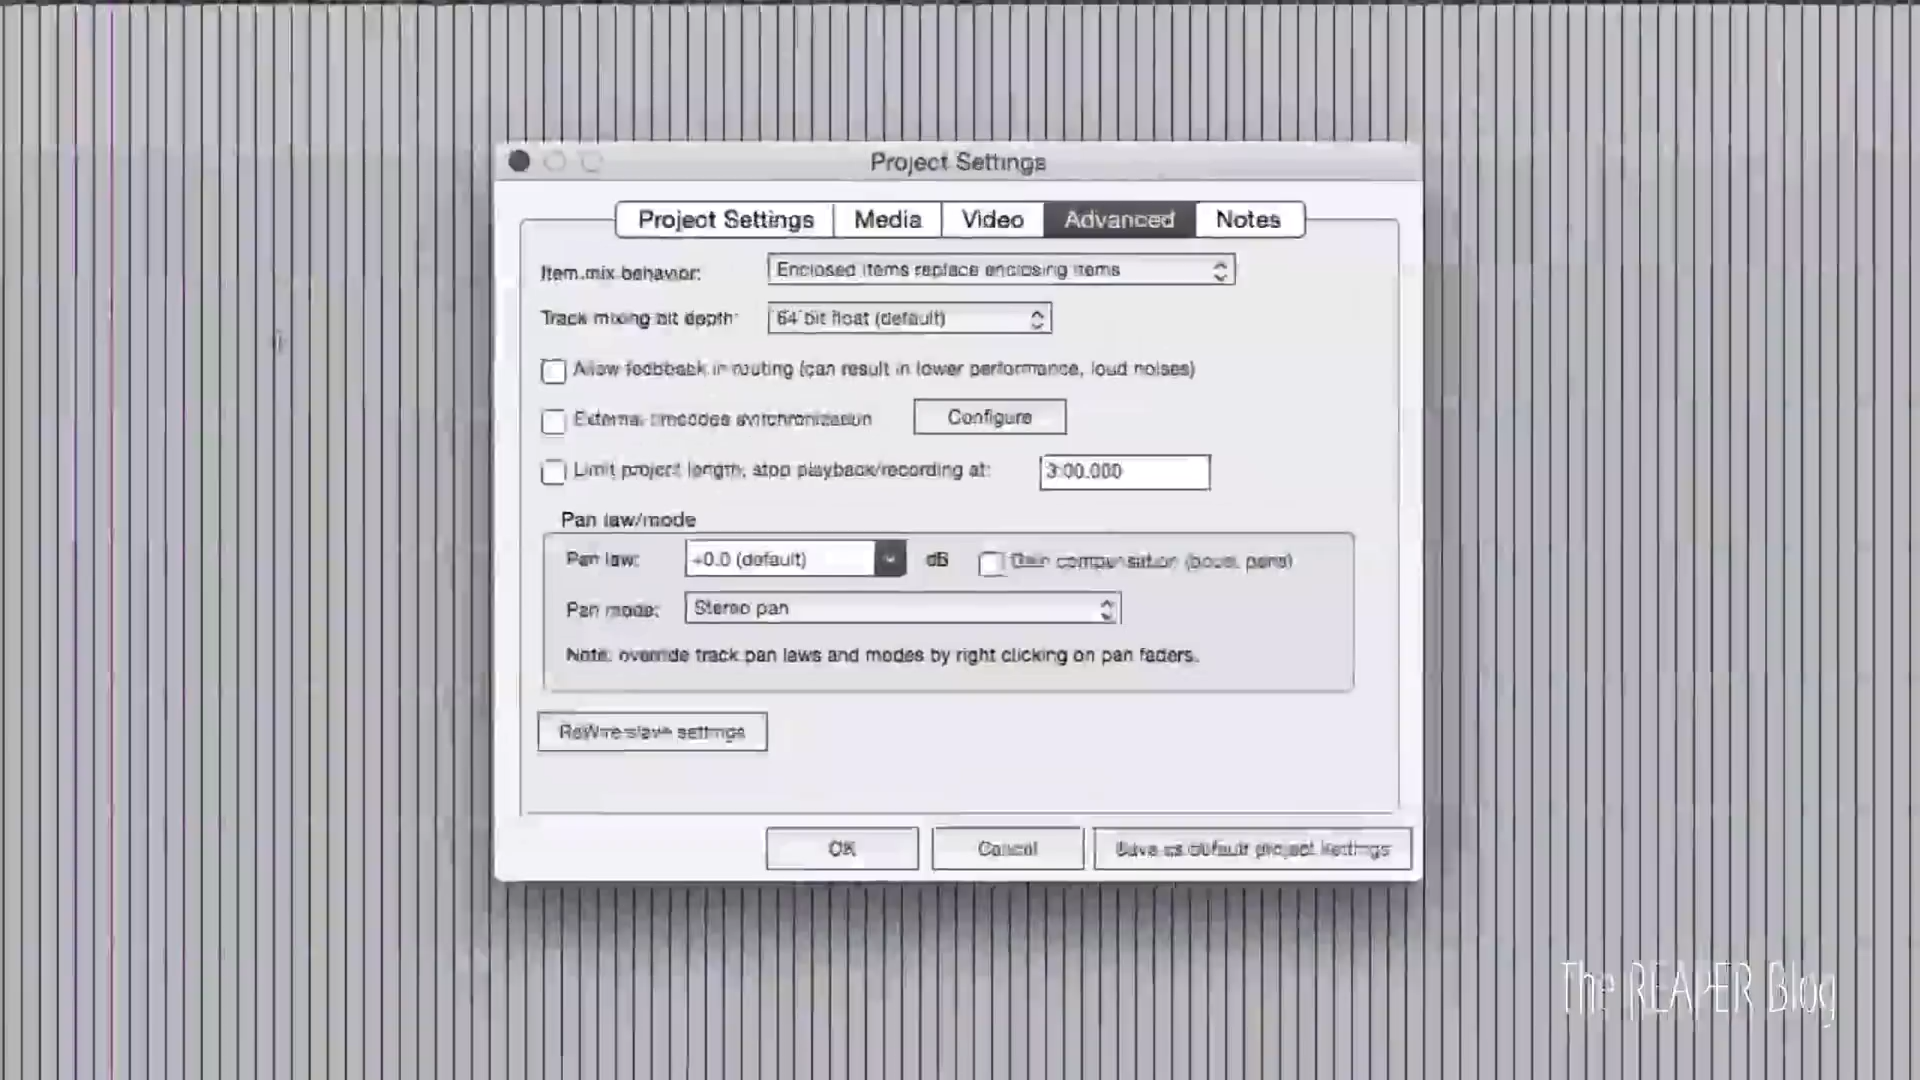 Project Settings
Project Settings Media Video Advanced Notes
Item mix behavior: Enclosed items replace enclosing items
Track mixing bit depth: 64 bit float (default)
Allow feedback in routing (can result in lower performance, loud noises)
External timecode synchronization Configure
Limit project length, stop playback/recording at: 3:00.000
Pan law/mode
Pan law: +0.0 (default) dB Gain compensation (boost pans)
Pan mode: Stereo pan
Note: override track pan laws and modes by right clicking on pan faders.
ReWire slave settings
OK Cancel Save as default project settings
The REAPER Blog